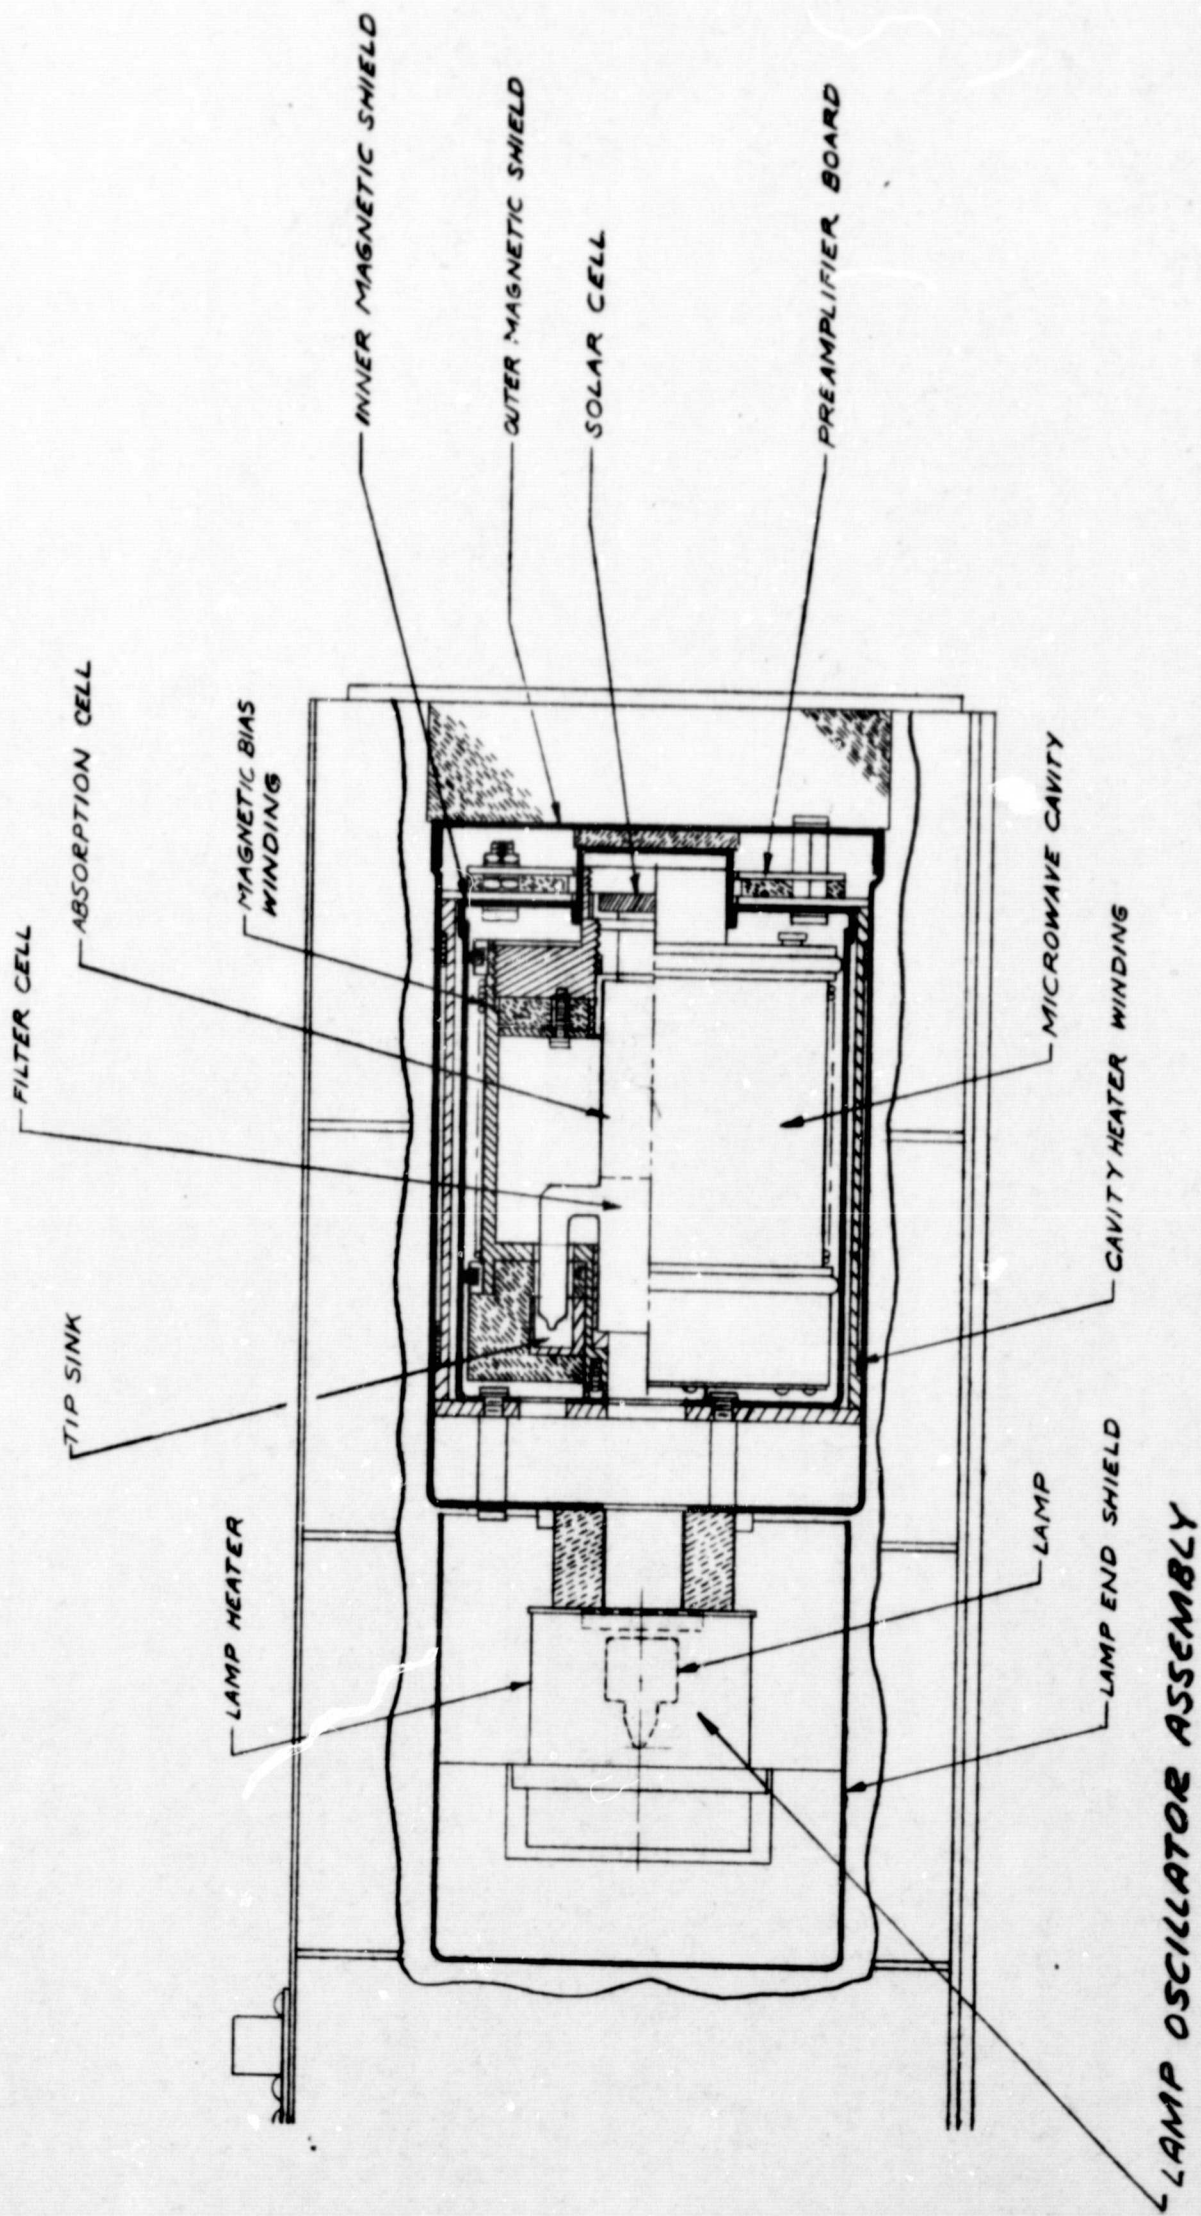 FILTER CELL
ABSORPTION CELL
MAGNETIC BIAS
WINDING
INNER MAGNETIC SHIELD
OUTER MAGNETIC SHIELD
SOLAR CELL
PREAMPLIFIER BOARD
TIP SINK
LAMP HEATER
MICROWAVE CAVITY
CAVITY HEATER WINDING
LAMP
LAMP END SHIELD
LAMP OSCILLATOR ASSEMBLY